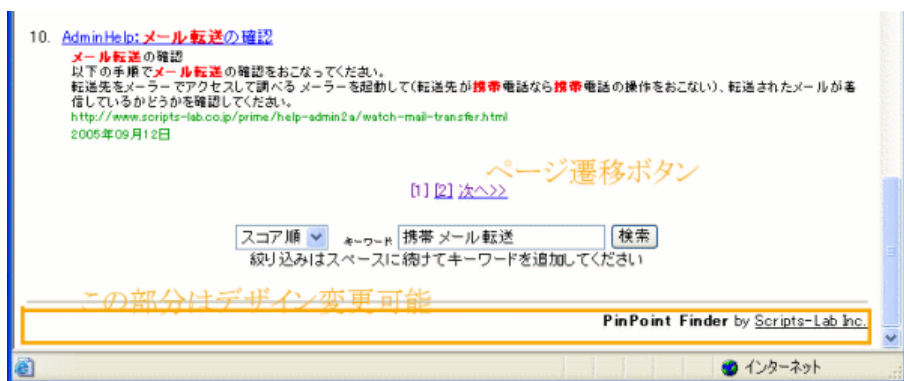 10. AdminHelp: メール転送の確認
メール転送の確認
以下の手順でメール転送の確認をおこなってください。
転送先をメーラーでアクセスして調べる メーラーを起動して(転送先が携帯電話なら携帯電話の操作をおこない)、転送されたメールが着
信しているかどうかを確認してください。
http://www.scripts-lab.co.jp/prime/help-admin2a/watch-mail-transfer.html
2005年09月12日
ページ遷移ボタン
[1] [2] 次へ>>
スコア順 キーワード 携帯 メール転送 検索
絞り込みはスペースに続けてキーワードを追加してください
この部分はデザイン変更可能
PinPoint Finder by Scripts-Lab Inc.
インターネット